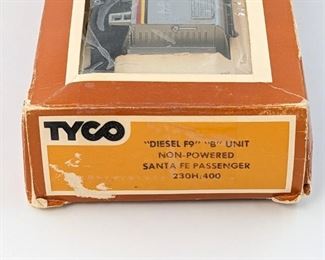 TYCO
"DIESEL F9" "B" UNIT
NON-POWERED
SANTA FE PASSENGER
230H:400